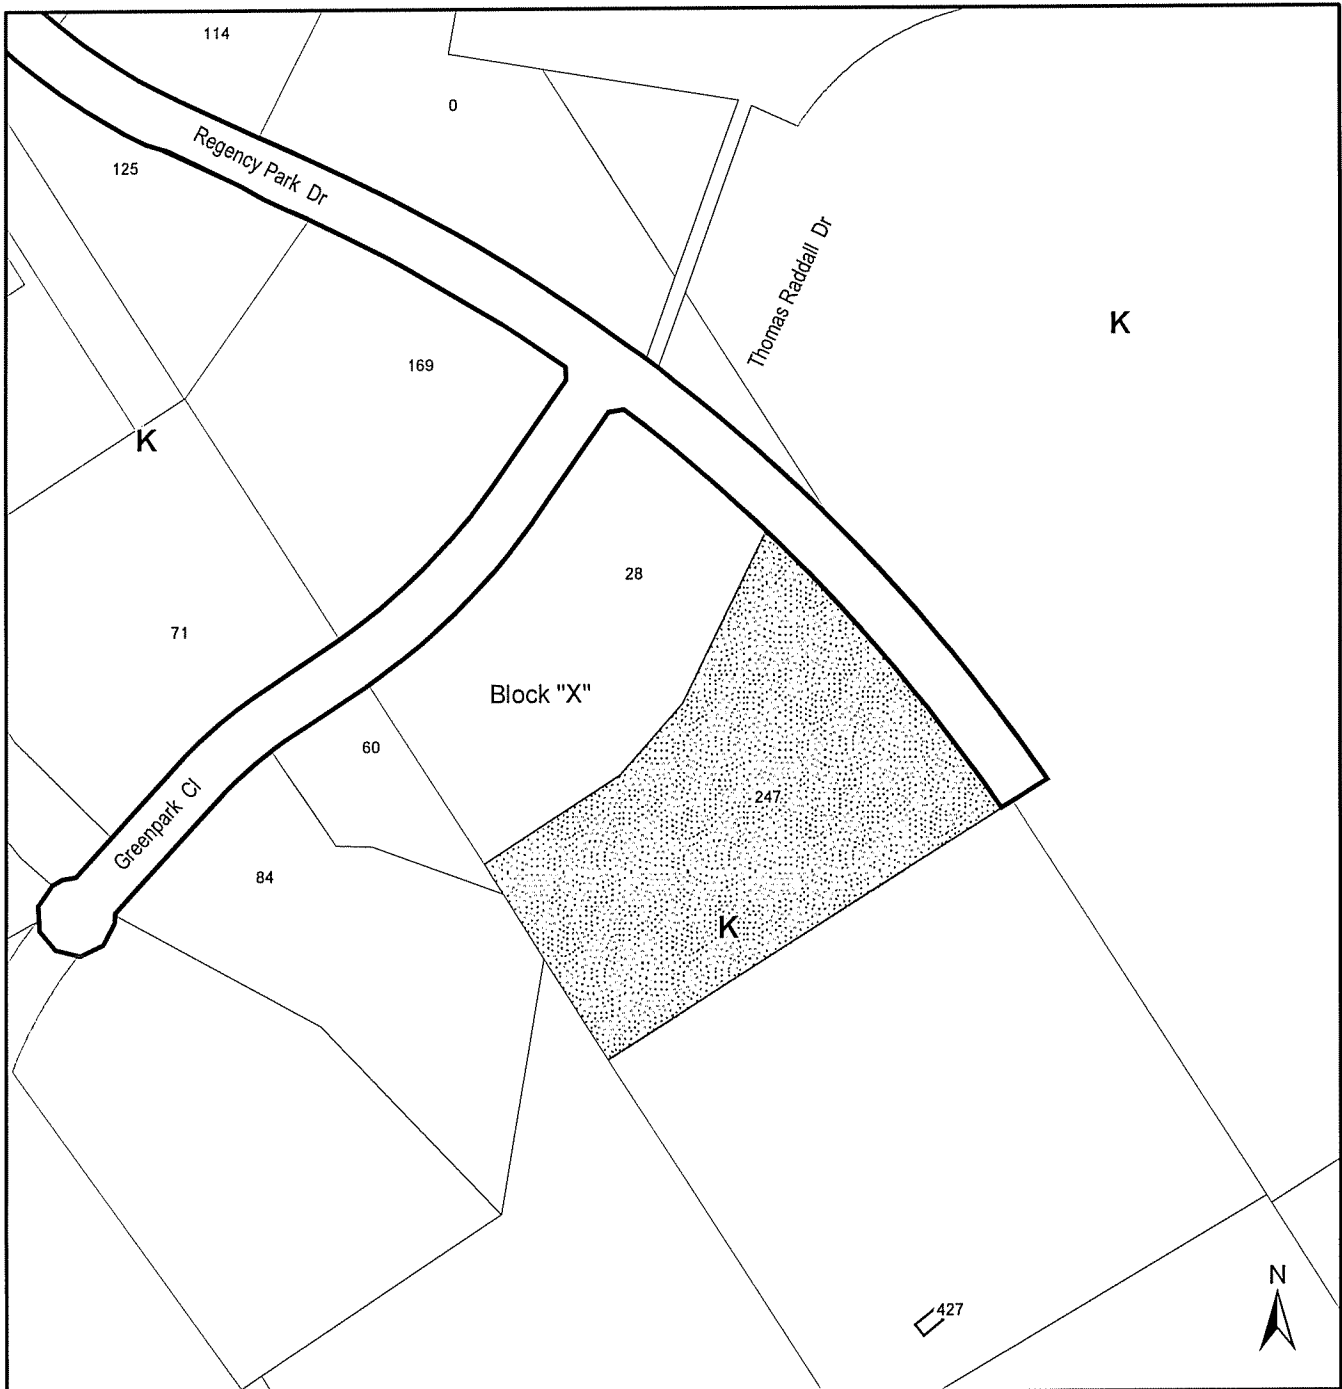 114
0
Regency Park Dr
125
Thomas Raddall Dr
K
169
K
28
71
Block "X"
60
247
Greenpark Cl
84
K
N
427